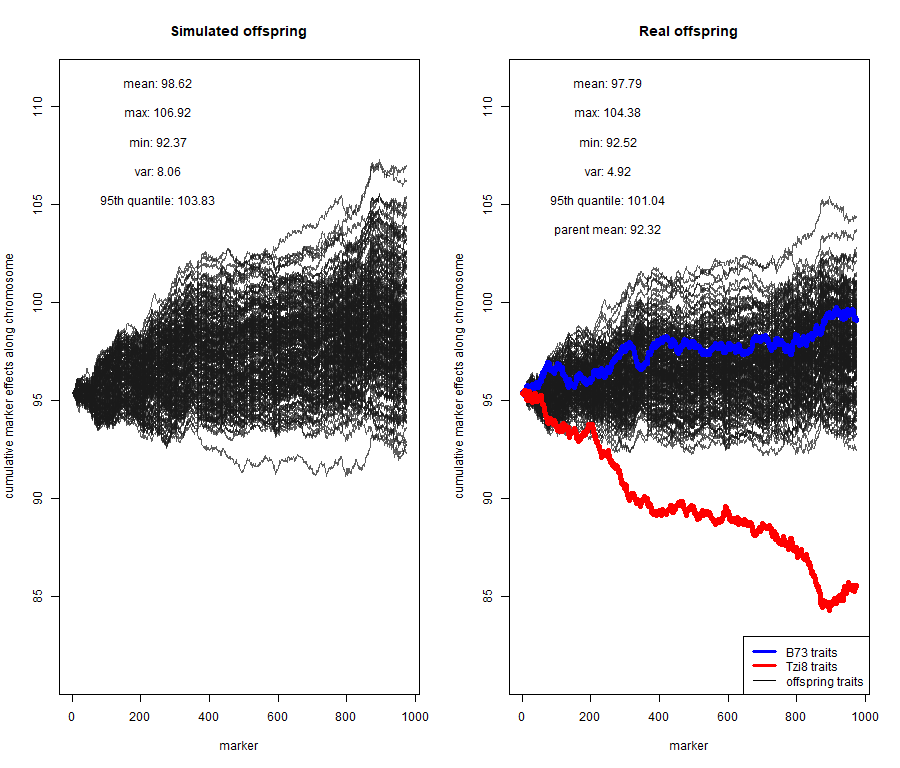 Simulated offspring
mean: 98.62
max: 106.92
min: 92.37
var: 8.06
95th quantile: 103.83
cumulative marker effects along chromosome
110
105
100
95
90
85
0 200 400 600 800 1000
marker
Real offspring
mean: 97.79
max: 104.38
min: 92.52
var: 4.92
95th quantile: 101.04
parent mean: 92.32
cumulative marker effects along chromosome
110
105
100
95
90
85
B73 traits
Tzi8 traits
offspring traits
0 200 400 600 800 1000
marker